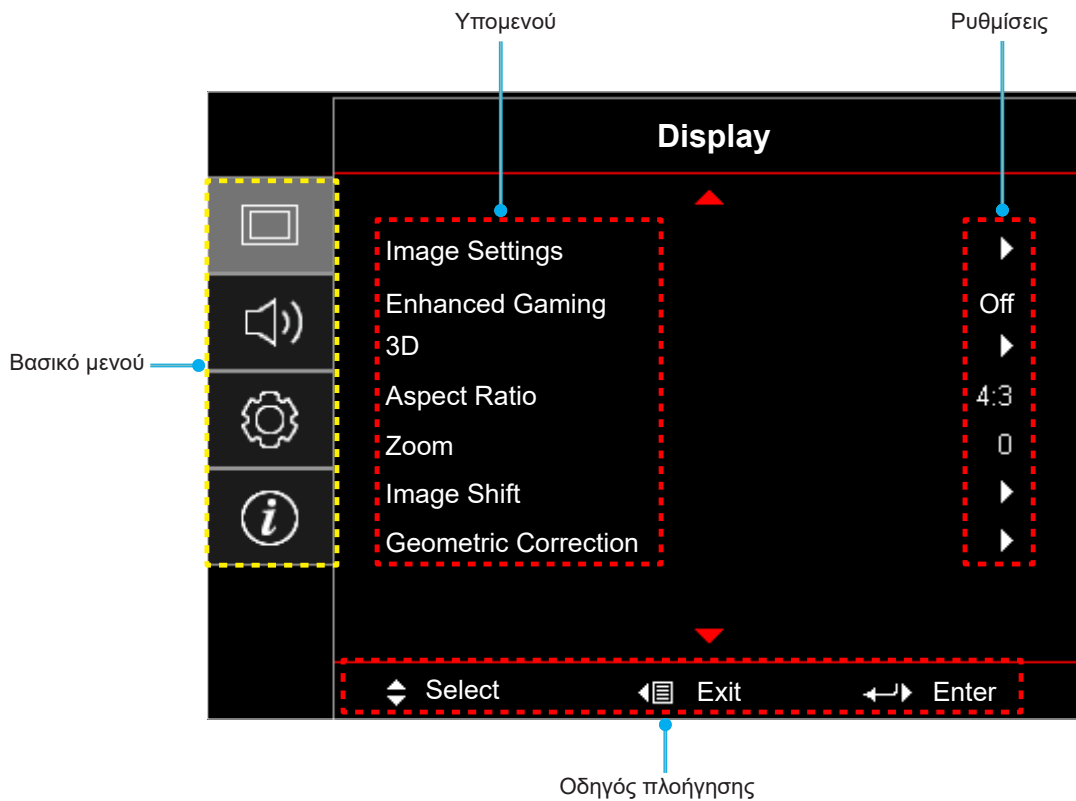 Υπομενού
Ρυθμίσεις
Display
Image Settings
Enhanced Gaming Off
3D
Βασικό μενού
Aspect Ratio 4:3
Zoom 0
Image Shift
Geometric Correction
Select Exit Enter
Οδηγός πλοήγησης